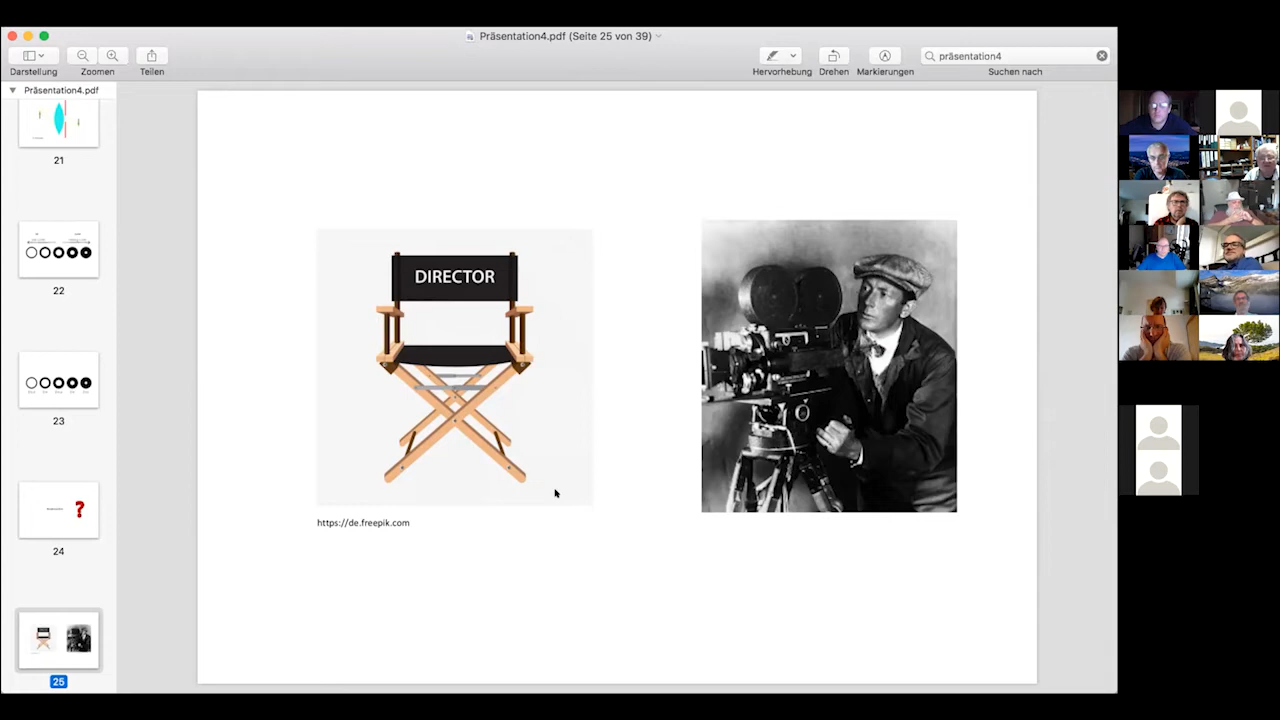 Präsentation4.pdf (Seite 25 von 39)
Darstellung
Zoomen
Teilen
Hervorhebung
Drehen
Markierungen
präsentation4
Suchen nach
Präsentation4.pdf
21
22
23
24
?
25
DIRECTOR
https://de.freepik.com